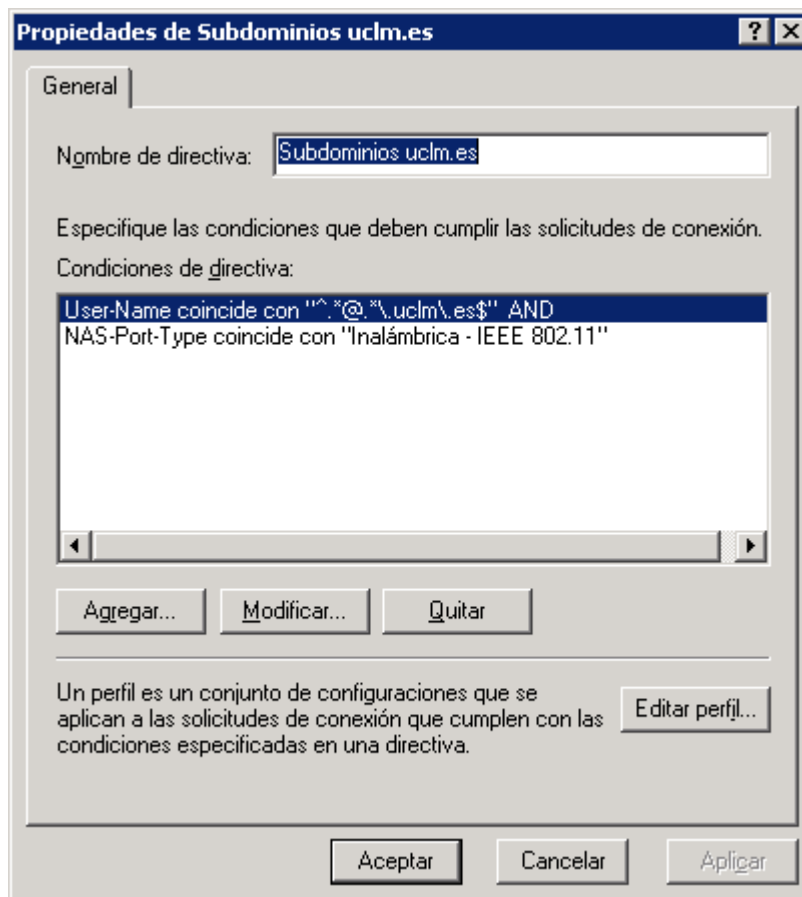 Propiedades de Subdominios uclm.es
General
Nombre de directiva: Subdominios uclm.es
Especifique las condiciones que deben cumplir las solicitudes de conexión.
Condiciones de directiva:
User-Name coincide con "^.*@.*\.uclm\.es$" AND
NAS-Port-Type coincide con "Inalámbrica - IEEE 802.11"
Agregar... Modificar... Quitar
Un perfil es un conjunto de configuraciones que se
aplican a las solicitudes de conexión que cumplen con las
condiciones especificadas en una directiva.
Editar perfil...
Aceptar Cancelar Aplicar